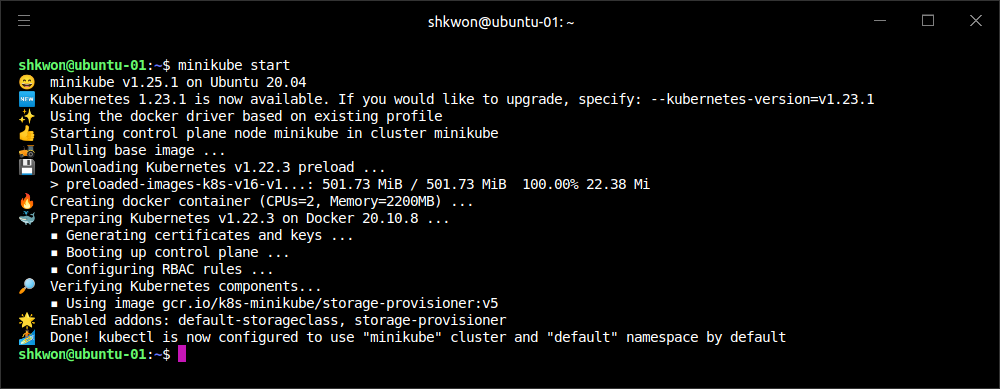 shkwon@ubuntu-01: ~
shkwon@ubuntu-01:~$ minikube start
😄 minikube v1.25.1 on Ubuntu 20.04
🆕 Kubernetes 1.23.1 is now available. If you would like to upgrade, specify: --kubernetes-version=v1.23.1
✨ Using the docker driver based on existing profile
👍 Starting control plane node minikube in cluster minikube
🚜 Pulling base image ...
💾 Downloading Kubernetes v1.22.3 preload ...
> preloaded-images-k8s-v16-v1...: 501.73 MiB / 501.73 MiB  100.00% 22.38 Mi
🔥 Creating docker container (CPUs=2, Memory=2200MB) ...
🐳 Preparing Kubernetes v1.22.3 on Docker 20.10.8 ...
▪ Generating certificates and keys ...
▪ Booting up control plane ...
▪ Configuring RBAC rules ...
🔎 Verifying Kubernetes components...
▪ Using image gcr.io/k8s-minikube/storage-provisioner:v5
🌟 Enabled addons: default-storageclass, storage-provisioner
🏄 Done! kubectl is now configured to use "minikube" cluster and "default" namespace by default
shkwon@ubuntu-01:~$